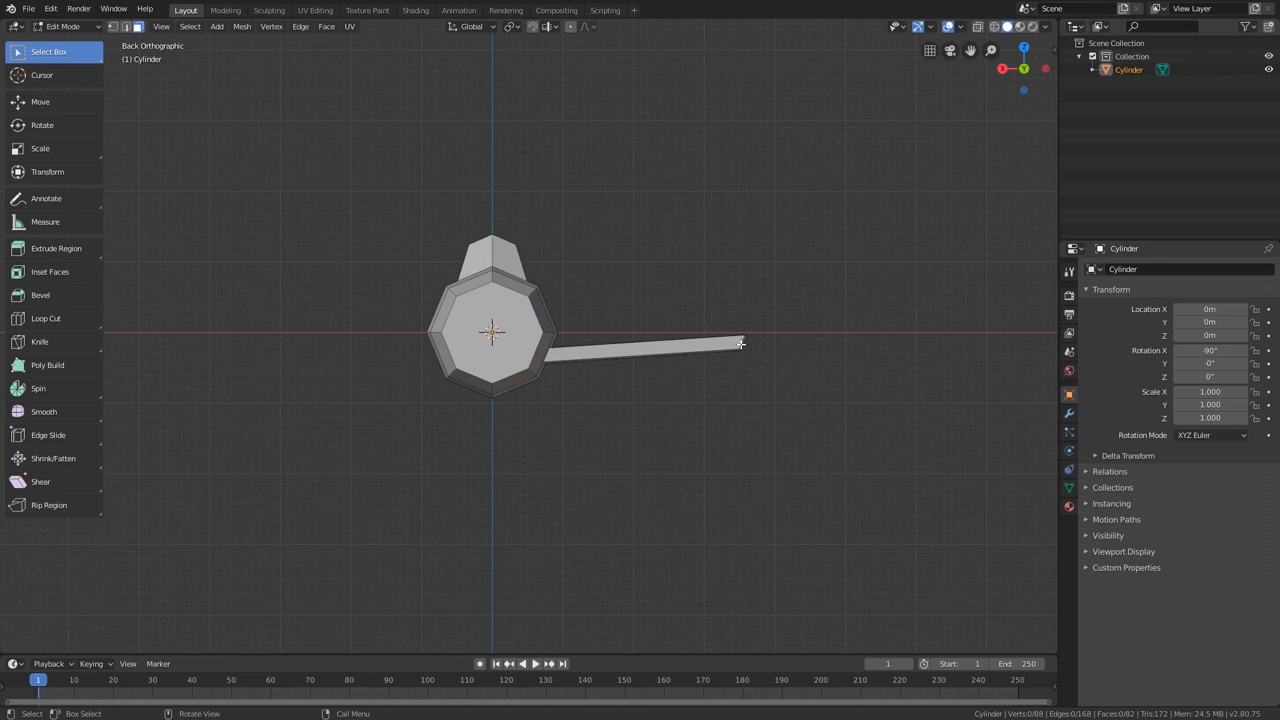 File Edit Render Window Help Layout Modeling Sculpting UV Editing Texture Paint Shading Animation Rendering Compositing Scripting + Scene View Layer
Edit Mode View Select Add Mesh Vertex Edge Face UV Global
Select Box
Cursor
Move
Rotate
Scale
Transform
Annotate
Measure
Extrude Region
Inset Faces
Bevel
Loop Cut
Knife
Poly Build
Spin
Smooth
Edge Slide
Shrink/Fatten
Shear
Rip Region
Back Orthographic
(1) Cylinder
Z
X
Y
Scene Collection
Collection
Cylinder
Cylinder
Cylinder
Transform
Location X 0m
Y 0m
Z 0m
Rotation X -90°
Y -0°
Z 0°
Scale X 1.000
Y 1.000
Z 1.000
Rotation Mode XYZ Euler
Delta Transform
Relations
Collections
Instancing
Motion Paths
Visibility
Viewport Display
Custom Properties
Playback Keying View Marker 1 Start: 1 End: 250
1 10 20 30 40 50 60 70 80 90 100 110 120 130 140 150 160 170 180 190 200 210 220 230 240 250
Select Box Select Rotate View Call Menu Cylinder | Verts:0/88 | Edges:0/168 | Faces:0/82 | Tris:172 | Mem: 24.5 MB | v2.80.75